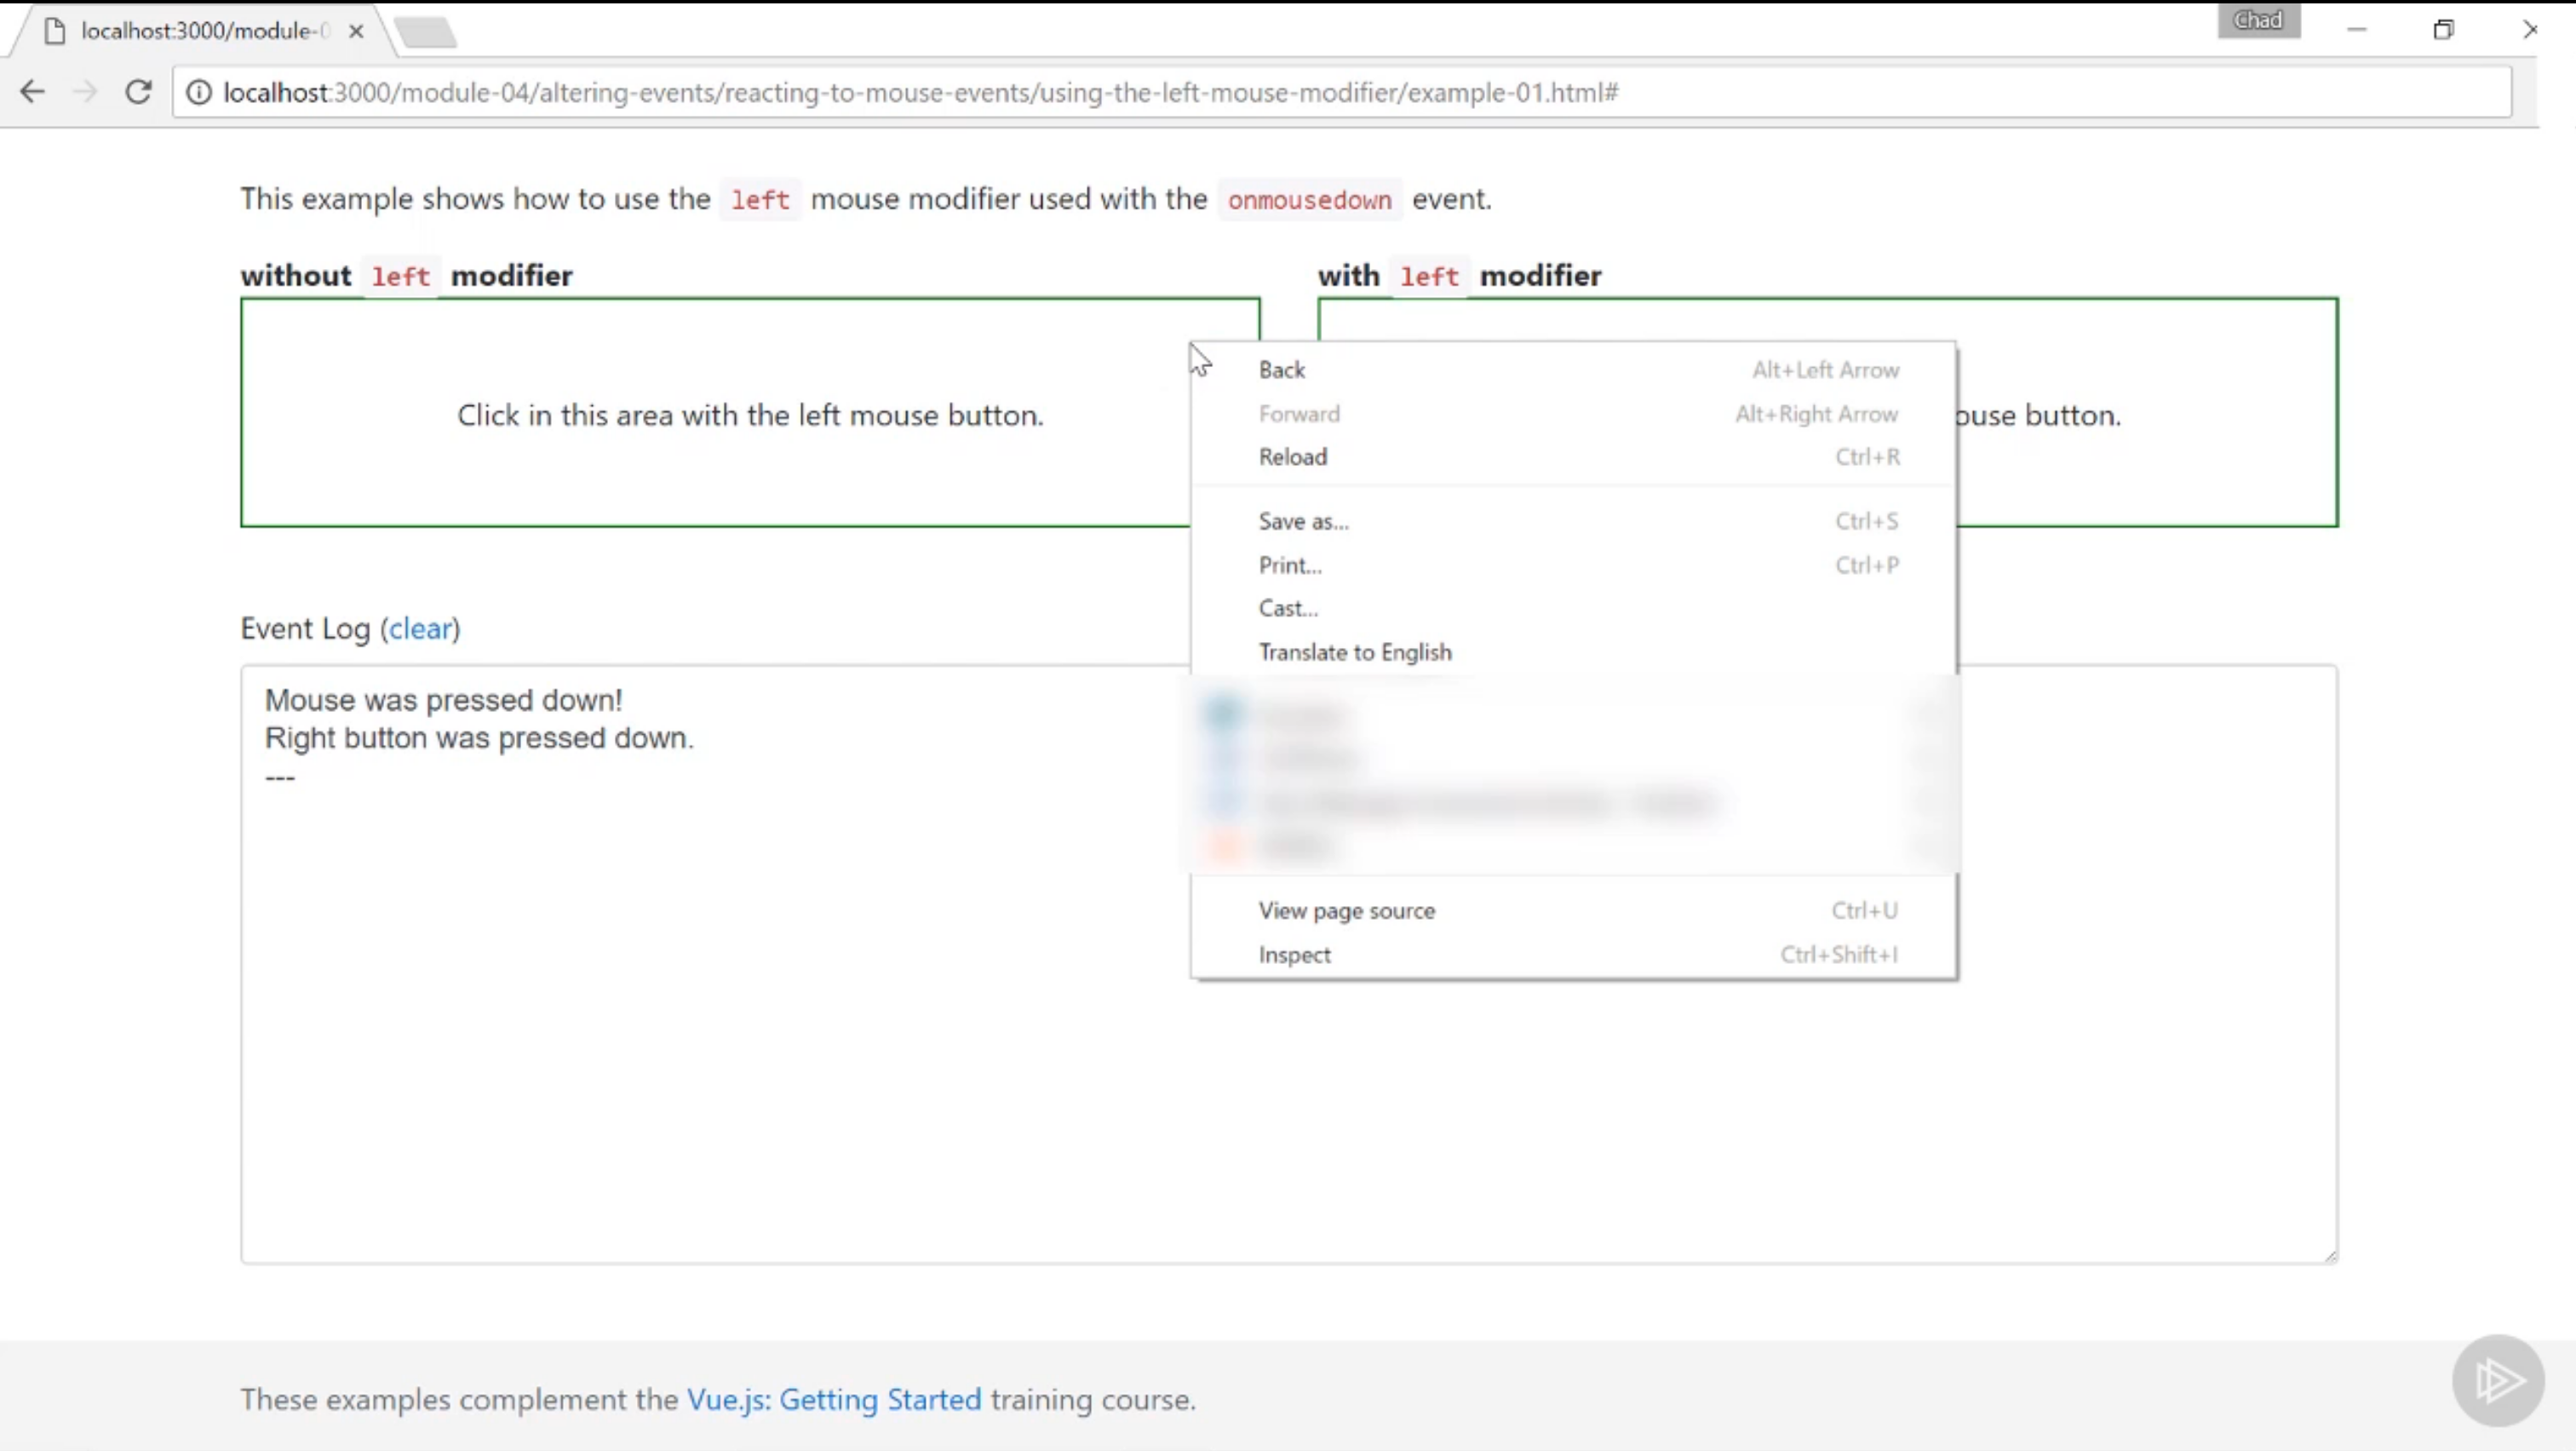 localhost:3000/module-0
Chad
localhost:3000/module-04/altering-events/reacting-to-mouse-events/using-the-left-mouse-modifier/example-01.html#
This example shows how to use the left mouse modifier used with the onmousedown event.
without left modifier
with left modifier
Click in this area with the left mouse button.
ouse button.
Back Alt+Left Arrow
Forward Alt+Right Arrow
Reload Ctrl+R
Save as... Ctrl+S
Print... Ctrl+P
Cast...
Translate to English
View page source Ctrl+U
Inspect Ctrl+Shift+I
Event Log (clear)
Mouse was pressed down!
Right button was pressed down.
---
These examples complement the Vue.js: Getting Started training course.